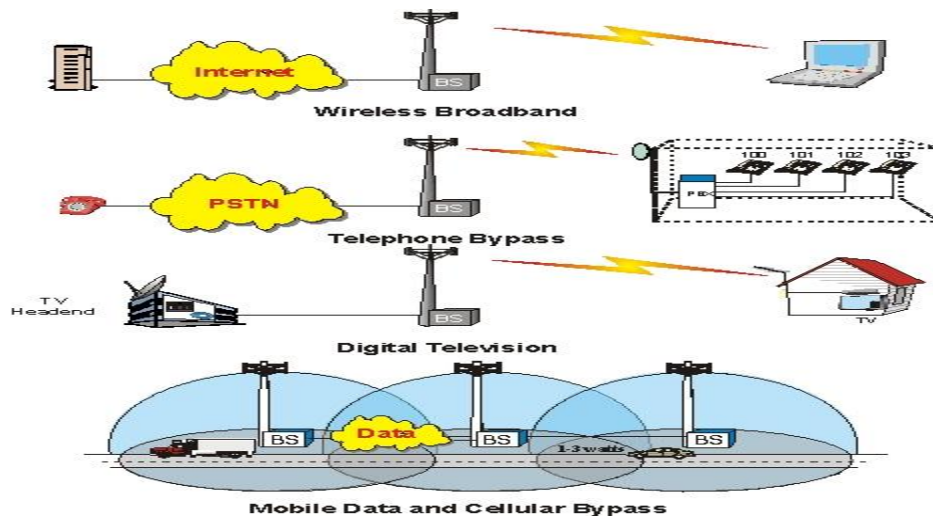 Internet
BS
Wireless Broadband
100 101 102 103
PBX
PSTN
BS
Telephone Bypass
TV
Headend
BS
TV
Digital Television
BS Data BS BS
1-3 watts
Mobile Data and Cellular Bypass